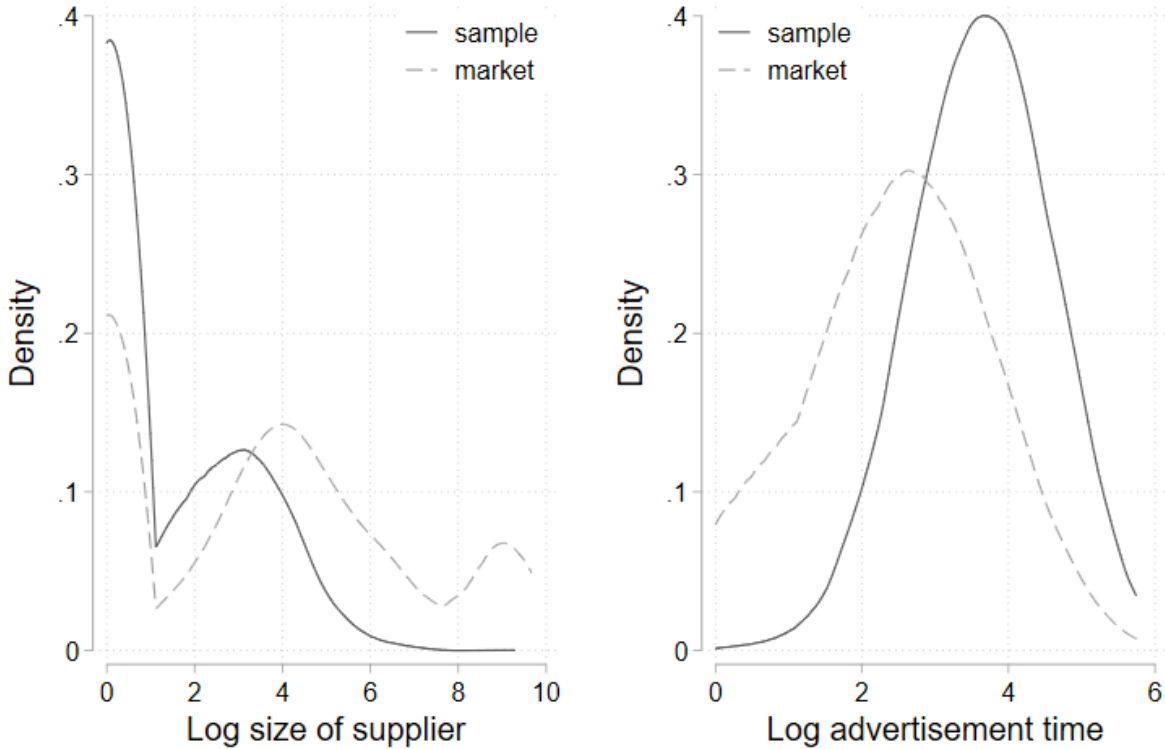 .4
.3
.2
.1
0
Density
0 2 4 6 8 10
Log size of supplier
sample
market
.4
.3
.2
.1
0
Density
0 2 4 6
Log advertisement time
sample
market